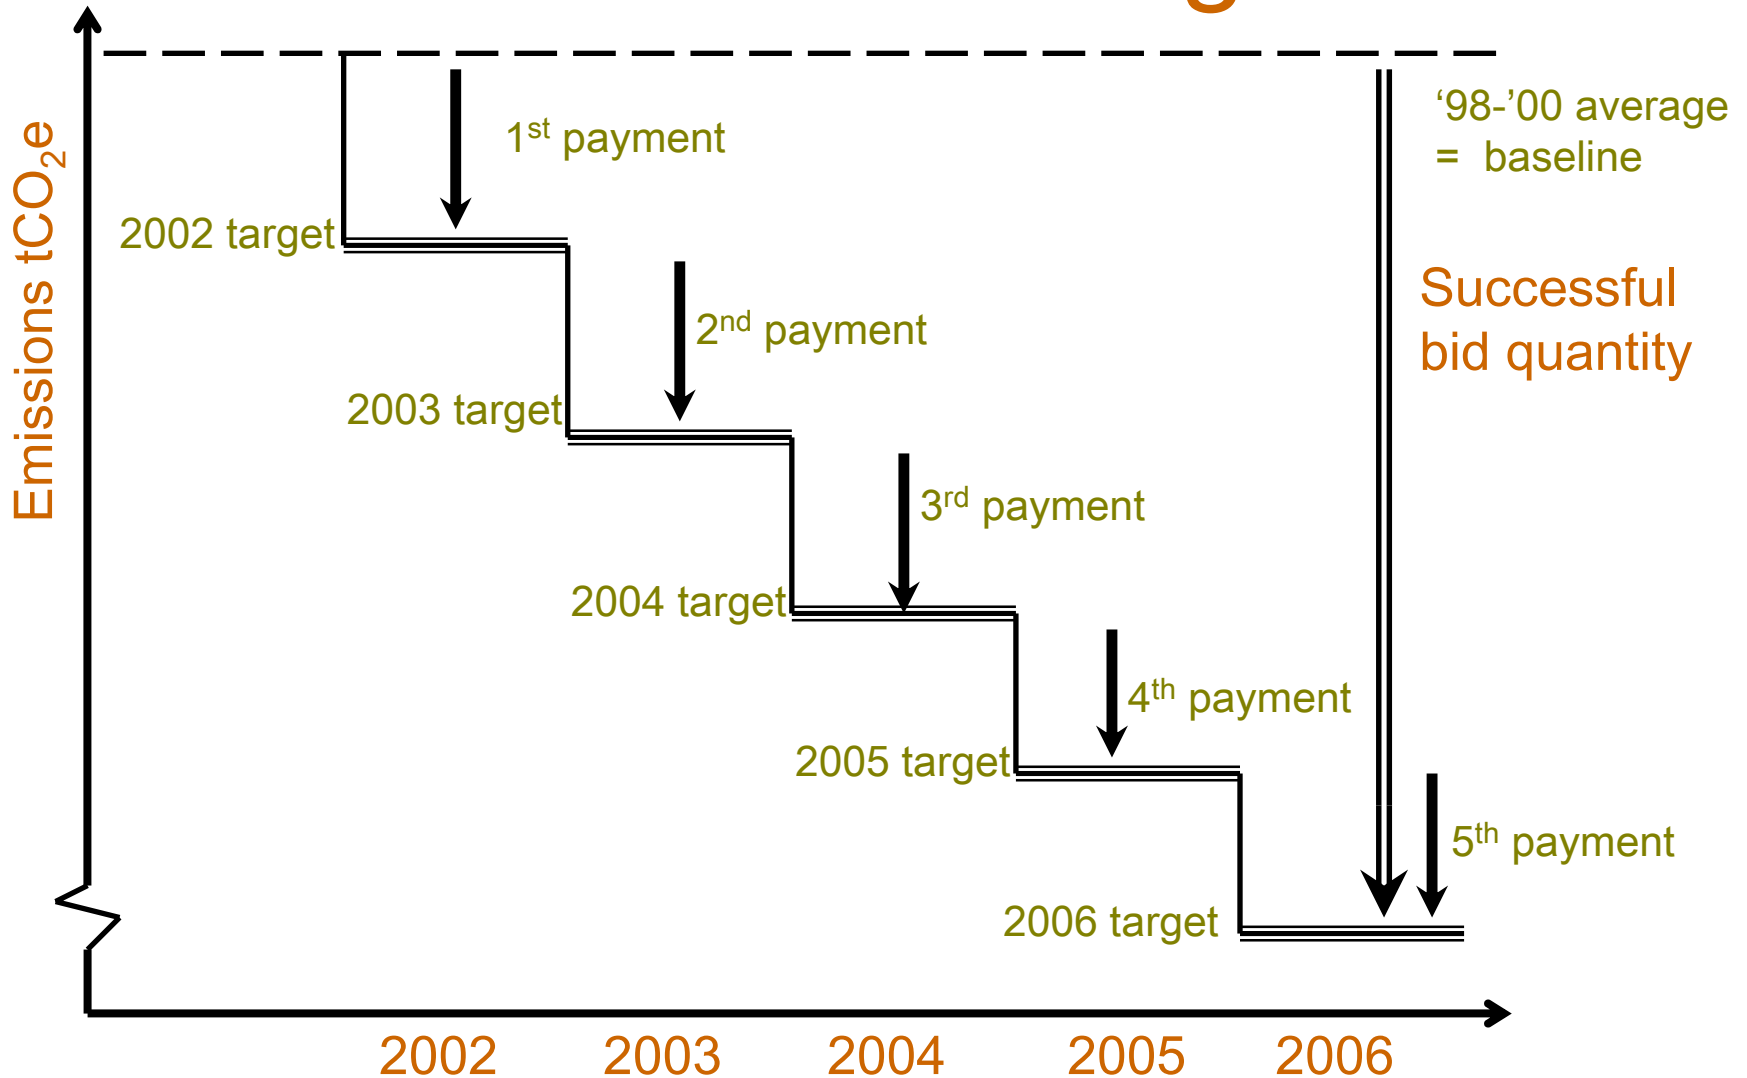 Emissions tCO₂e
'98-'00 average
= baseline
1st payment
2002 target
Successful
bid quantity
2nd payment
2003 target
3rd payment
2004 target
4th payment
2005 target
5th payment
2006 target
2002 2003 2004 2005 2006